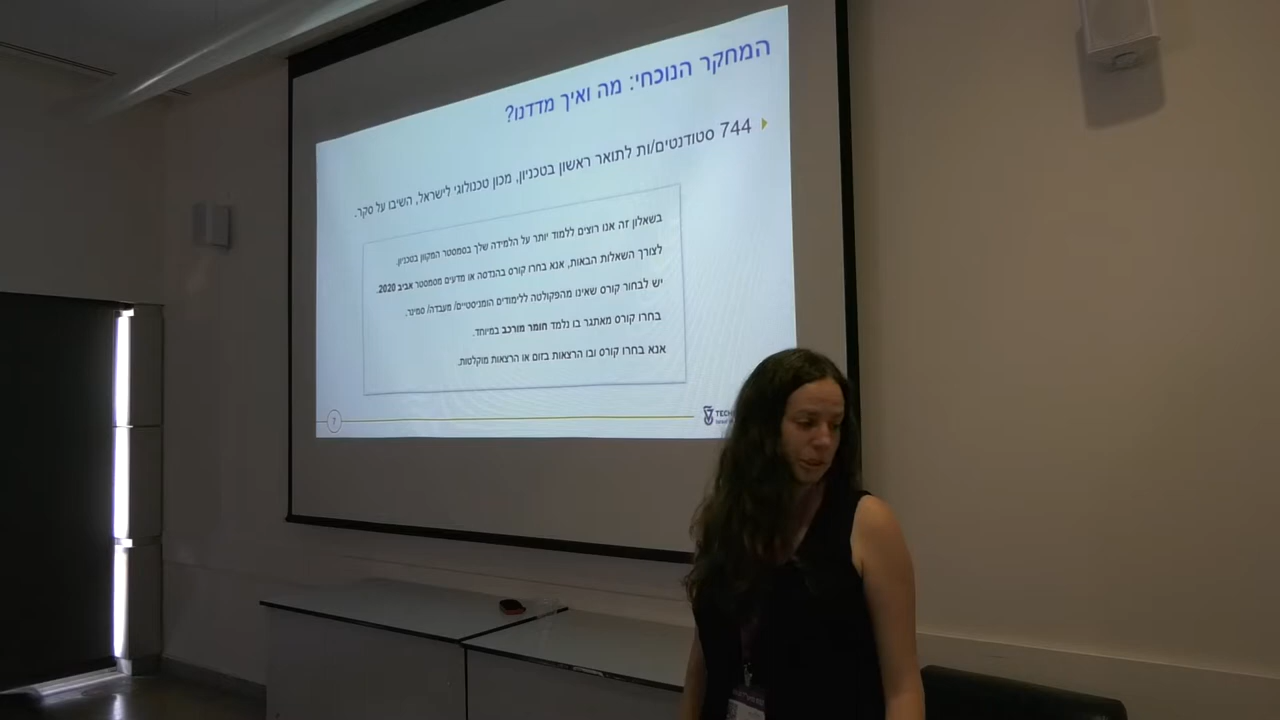 המחקר הנוכחי: מה ואיך מדדנו?
744 סטודנטים/ות לתואר ראשון בטכניון, מכון טכנולוגי לישראל, השיבו על סקר.
בשאלון זה אנו רוצים ללמוד יותר על הלמידה שלך בסמסטר המקוון בטכניון.
לצורך השאלות הבאות, אנא בחרו קורס בהנדסה או מדעים מסמסטר אביב 2020.
יש לבחור קורס שאינו מהפקולטה ללימודים הומניסטיים/ מעבדה/ סמינר.
בחרו קורס מאתגר בו נלמד חומר מורכב במיוחד.
אנא בחרו קורס ובו הרצאות בזום או הרצאות מוקלטות.
7